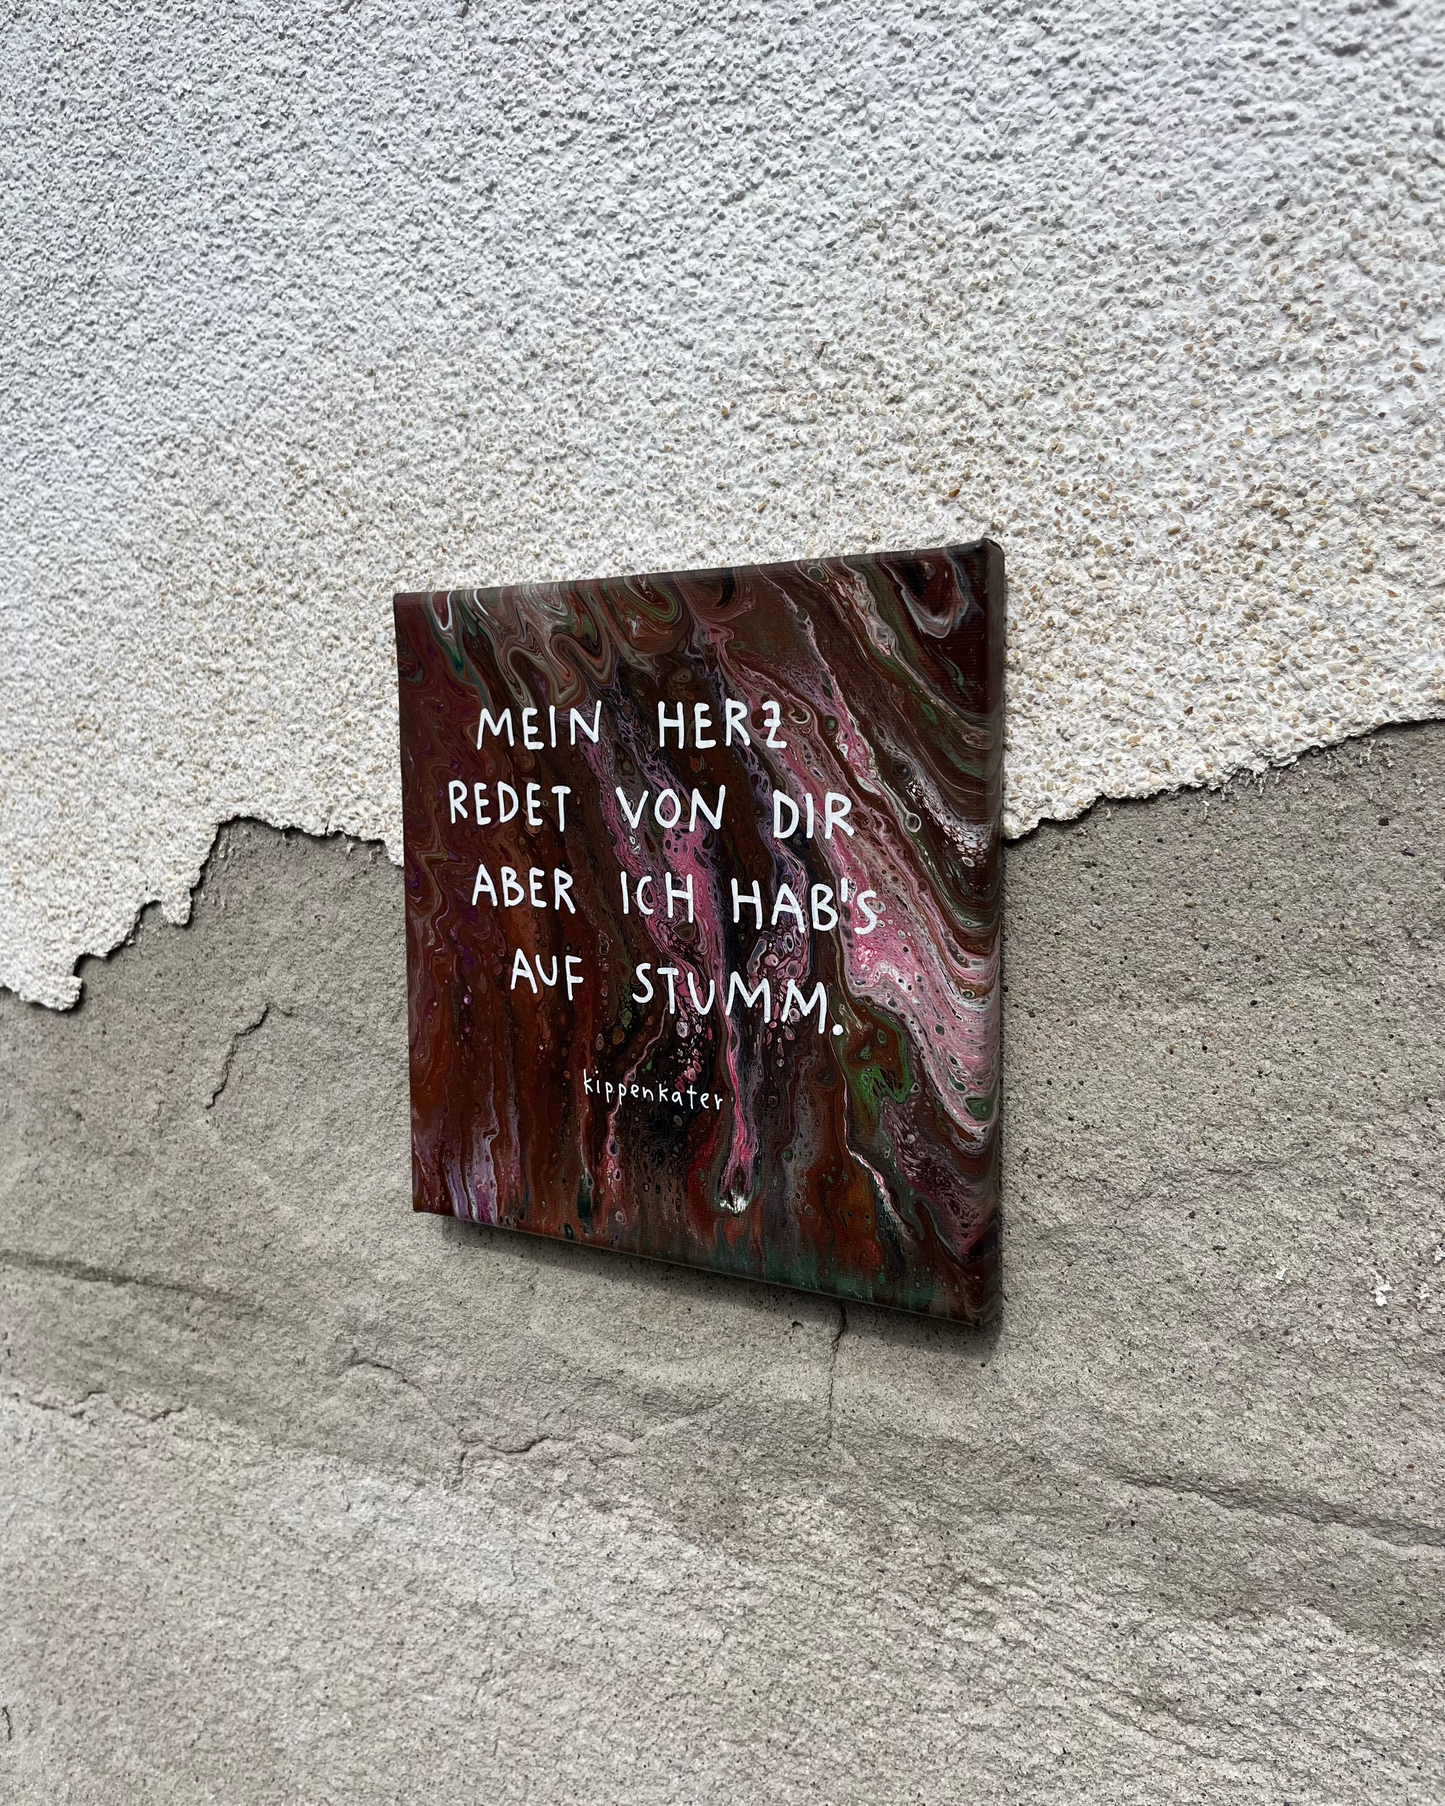 MEIN HERZ
REDET VON DIR
ABER ICH HAB'S
AUF STUMM.
kippenkater